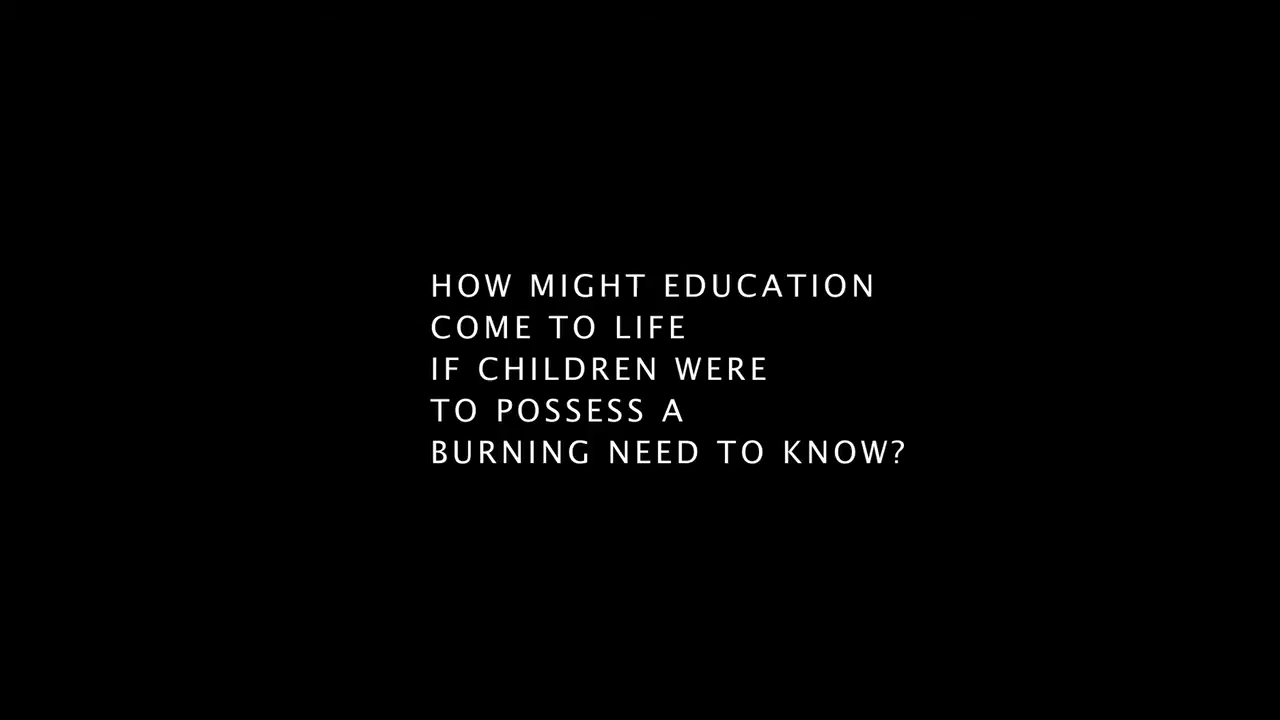 HOW MIGHT EDUCATION
COME TO LIFE
IF CHILDREN WERE
TO POSSESS A
BURNING NEED TO KNOW?